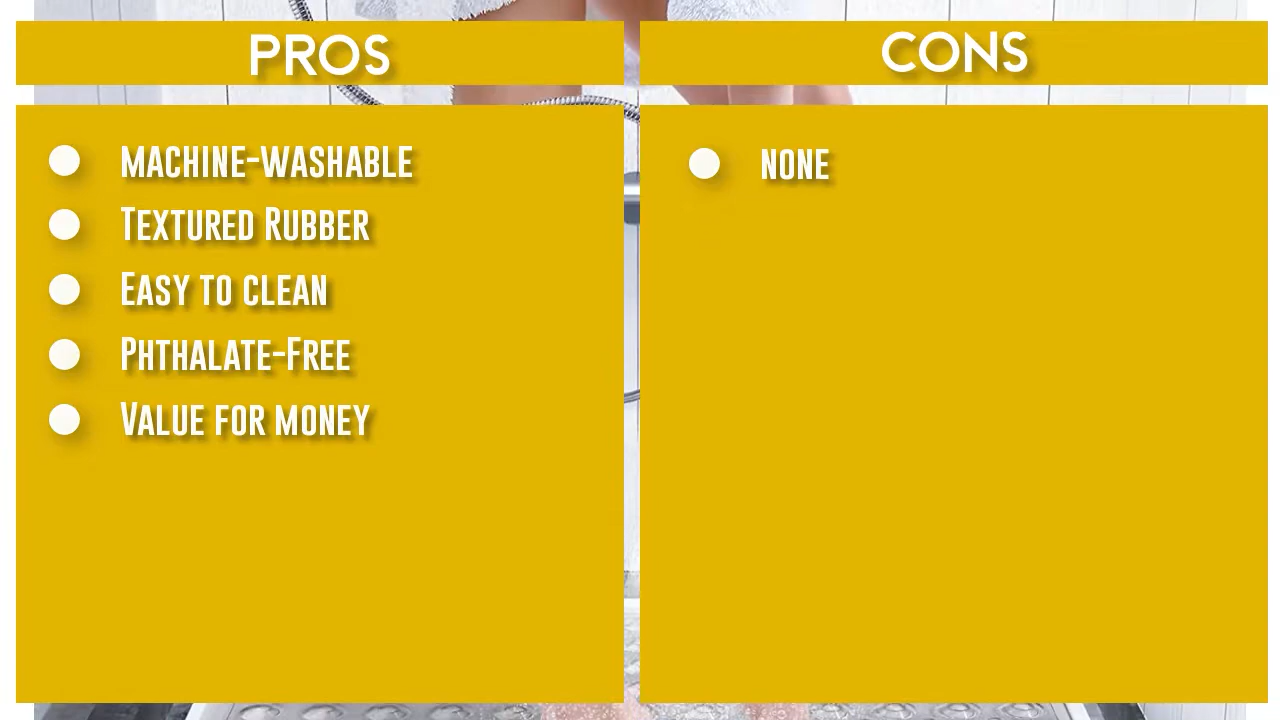 PROS
MACHINE-WASHABLE
TEXTURED RUBBER
EASY TO CLEAN
PHTHALATE-FREE
VALUE FOR MONEY
CONS
NONE